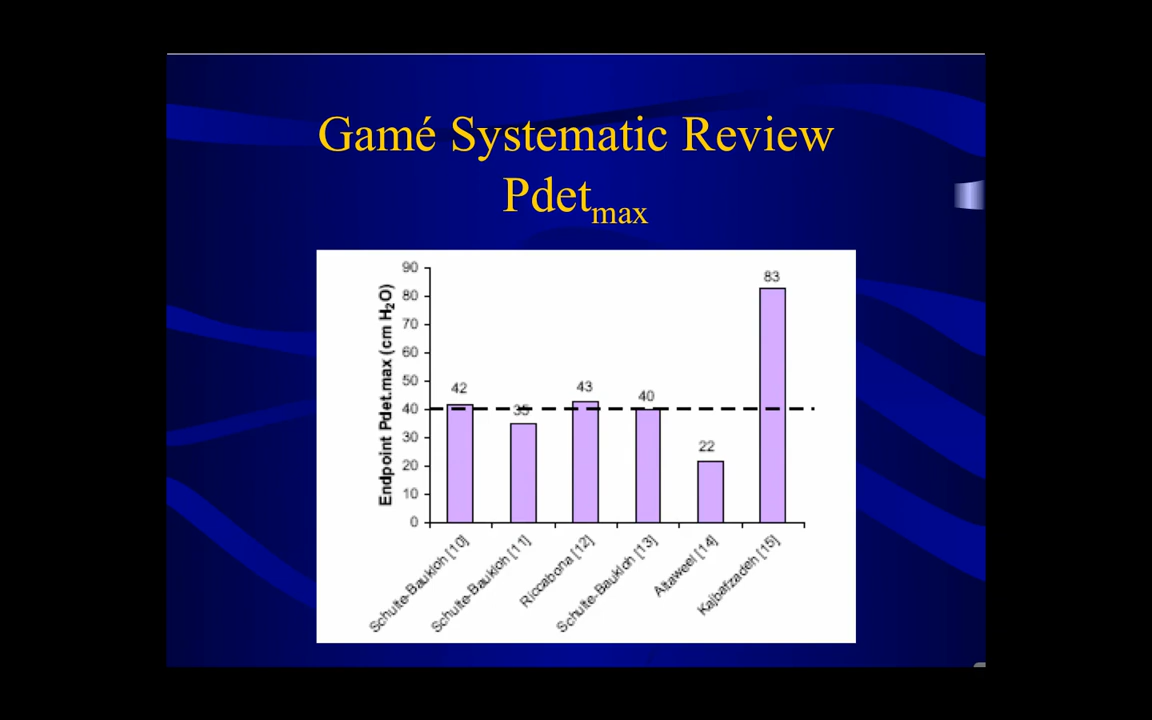 Gamé Systematic Review
Pdetmax
Endpoint Pdet.max (cm H2O)
90
80
70
60
50
40
30
20
10
0
42
35
43
40
22
83
Schulte-Baukloh [10]
Schulte-Baukloh [11]
Riccabona [12]
Schulte-Baukloh [13]
Altaweel [14]
Kajbafzadeh [15]